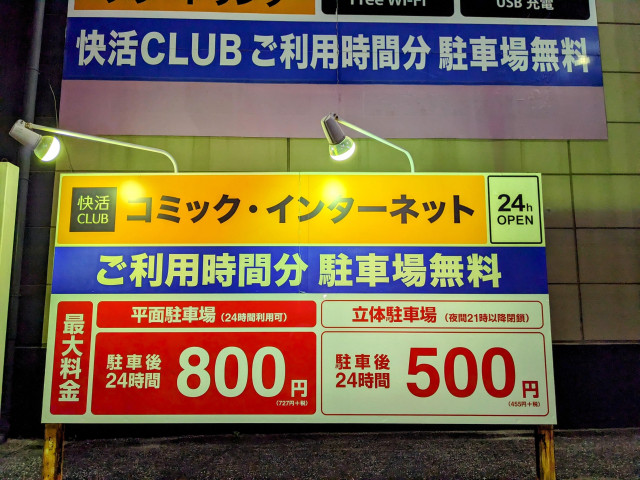 Free Wi-Fi
USB 充電
快活CLUB ご利用時間分 駐車場無料
快活
CLUB
コミック・インターネット
24h
OPEN
ご利用時間分 駐車場無料
最大料金
平面駐車場（24時間利用可）
駐車後
24時間
800円
(727円+税)
立体駐車場（夜間21時以降閉鎖）
駐車後
24時間
500円
(455円+税)